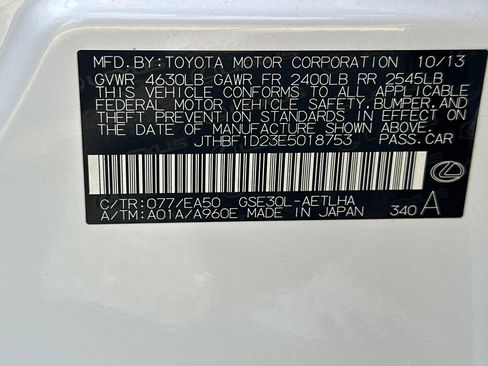 MFD.BY:TOYOTA MOTOR CORPORATION 10/13
GVWR 4630LB GAWR FR 2400LB RR 2545LB
THIS VEHICLE CONFORMS TO ALL APPLICABLE
FEDERAL MOTOR VEHICLE SAFETY,BUMPER,AND
THEFT PREVENTION STANDARDS IN EFFECT ON
THE DATE OF MANUFACTURE SHOWN ABOVE.
JTHBF1D23E5018753 PASS.CAR
C/TR:077/EA50 GSE30L-AETLHA
A/TM:A01A/A960E MADE IN JAPAN 340 A